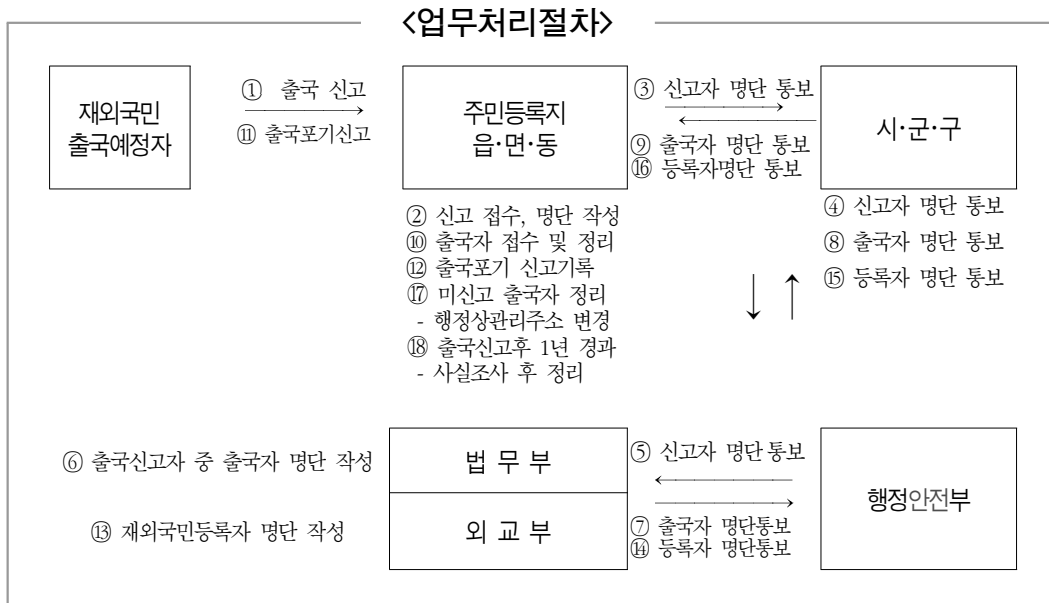 <업무처리절차>
재외국민
출국예정자
① 출국 신고
⑪ 출국포기신고
주민등록지
읍·면·동
③ 신고자 명단 통보
⑨ 출국자 명단 통보
⑯ 등록자명단 통보
시·군·구
② 신고 접수, 명단 작성
⑩ 출국자 접수 및 정리
⑫ 출국포기 신고기록
⑰ 미신고 출국자 정리
- 행정상관리주소 변경
⑱ 출국신고후 1년 경과
- 사실조사 후 정리
④ 신고자 명단 통보
⑧ 출국자 명단 통보
⑮ 등록자 명단 통보
⑥ 출국신고자 중 출국자 명단 작성
⑬ 재외국민등록자 명단 작성
법 무 부
외 교 부
⑤ 신고자 명단통보
⑦ 출국자 명단통보
⑭ 등록자 명단통보
행정안전부